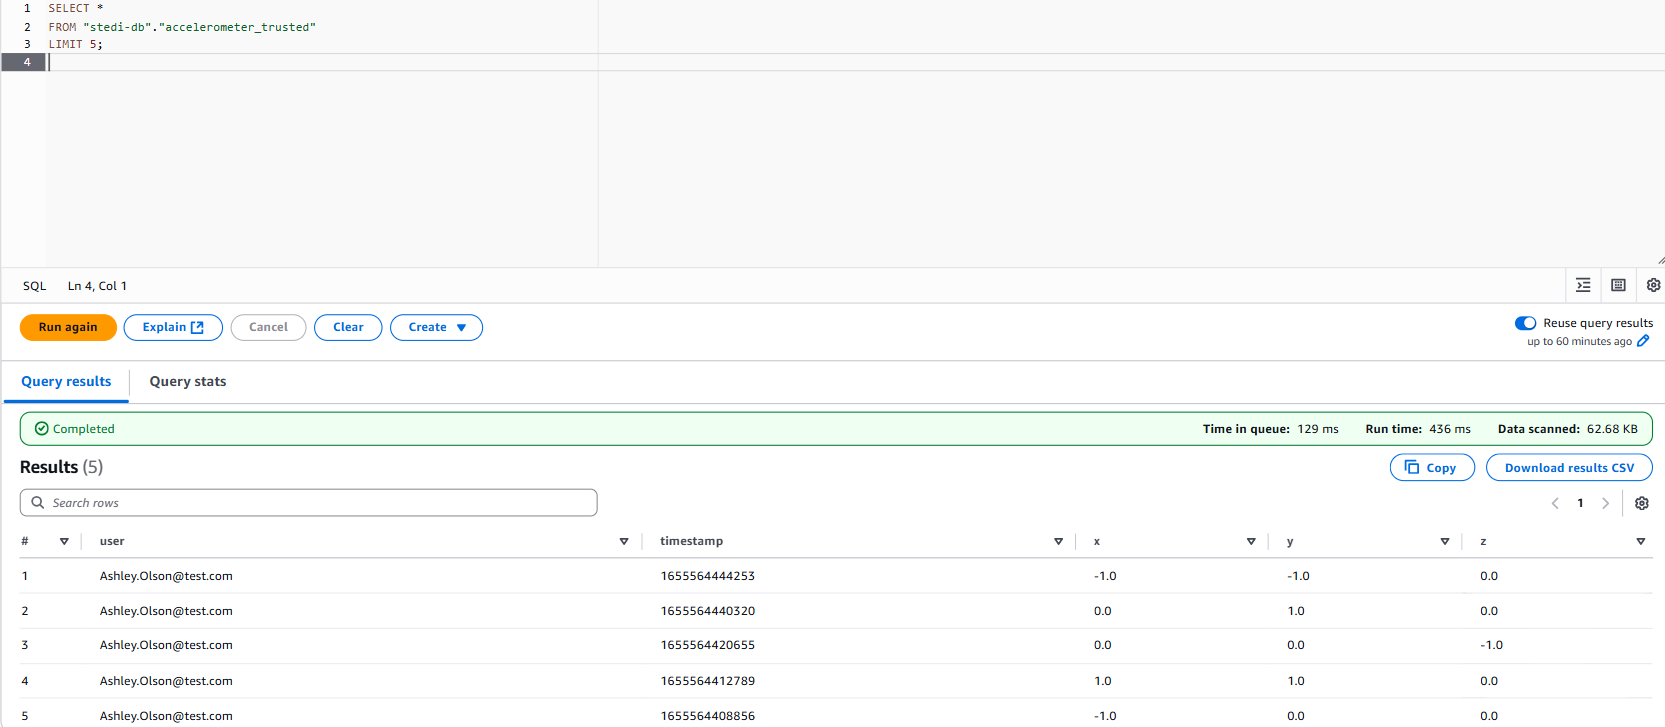 1 SELECT *
2 FROM "stedi-db"."accelerometer_trusted"
3 LIMIT 5;
4
SQL Ln 4, Col 1
Run again Explain Cancel Clear Create Reuse query results
up to 60 minutes ago
Query results Query stats
Completed Time in queue: 129 ms Run time: 436 ms Data scanned: 62.68 KB
Results (5) Copy Download results CSV
Search rows 1
# user timestamp x y z
1 Ashley.Olson@test.com 1655564444253 -1.0 -1.0 0.0
2 Ashley.Olson@test.com 1655564440320 0.0 1.0 0.0
3 Ashley.Olson@test.com 1655564420655 0.0 0.0 -1.0
4 Ashley.Olson@test.com 1655564412789 1.0 1.0 0.0
5 Ashley.Olson@test.com 1655564408856 -1.0 0.0 0.0